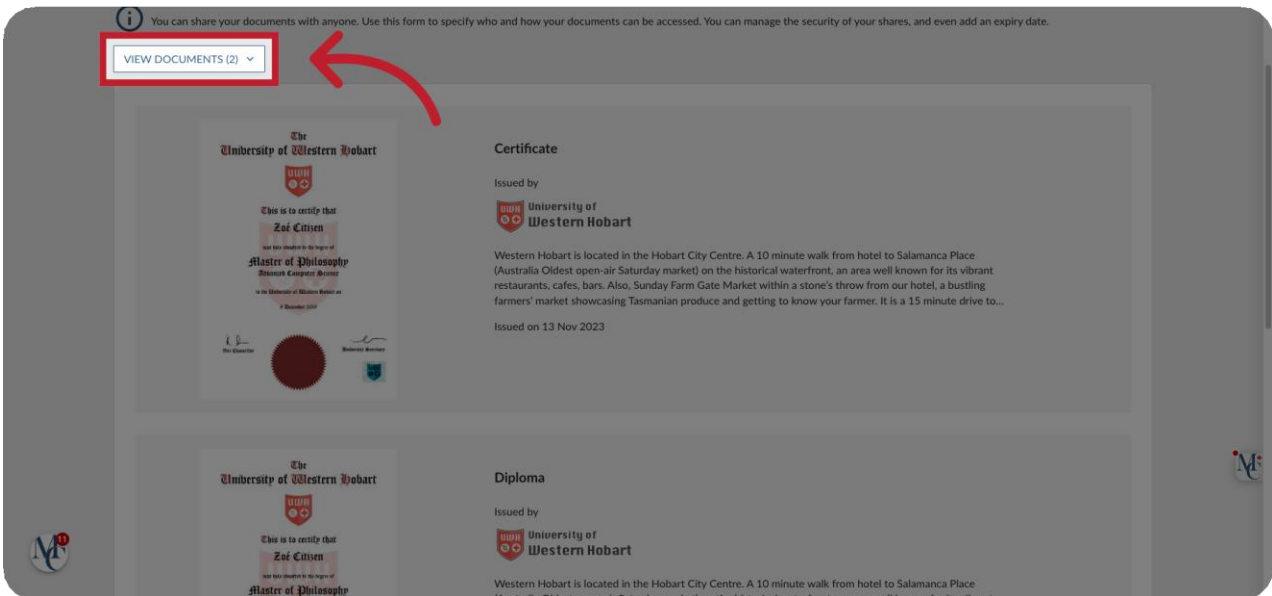 You can share your documents with anyone. Use this form to specify who and how your documents can be accessed. You can manage the security of your shares, and even add an expiry date.
VIEW DOCUMENTS (2)
The
University of Western Hobart
UWH
This is to certify that
Zoé Citizen
Master of Philosophy
Advanced Computer Science
Certificate
Issued by
UWH University of
Western Hobart
Western Hobart is located in the Hobart City Centre. A 10 minute walk from hotel to Salamanca Place
(Australia Oldest open-air Saturday market) on the historical waterfront, an area well known for its vibrant
restaurants, cafes, bars. Also, Sunday Farm Gate Market within a stone's throw from our hotel, a bustling
farmers' market showcasing Tasmanian produce and getting to know your farmer. It is a 15 minute drive to...
Issued on 13 Nov 2023
The
University of Western Hobart
UWH
This is to certify that
Zoé Citizen
Master of Philosophy
Diploma
Issued by
UWH University of
Western Hobart
Western Hobart is located in the Hobart City Centre. A 10 minute walk from hotel to Salamanca Place
11